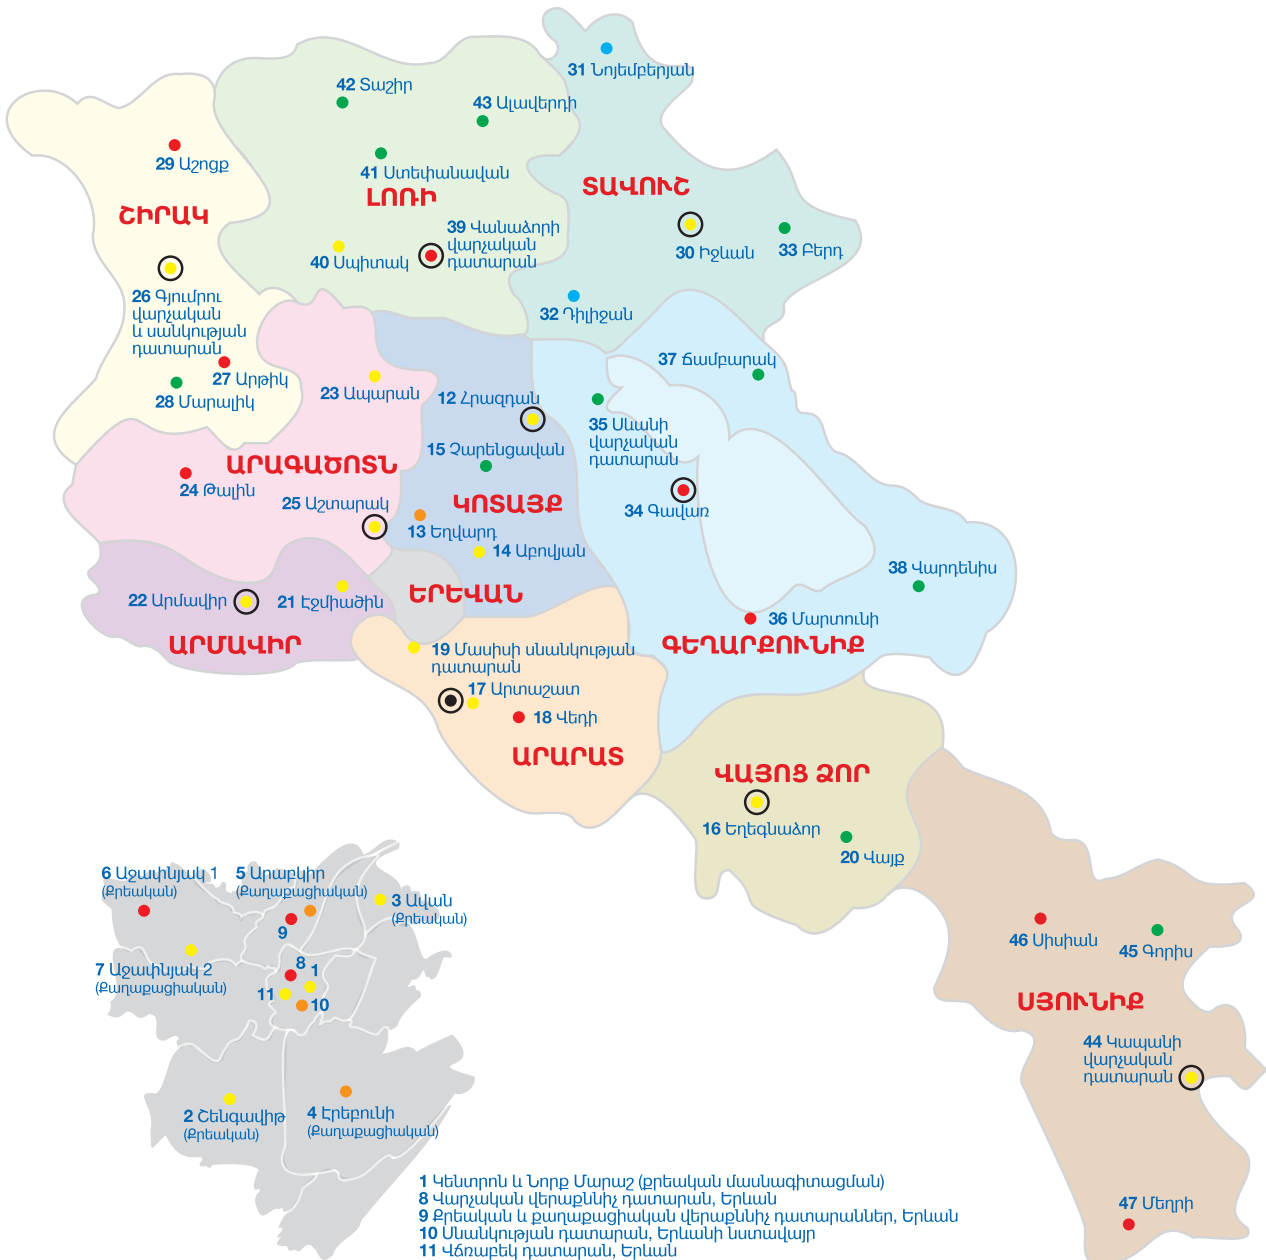 31 Նոյեմբերյան
42 Տաշիր
43 Ալավերդի
29 Աշոցք
41 Ստեփանավան
ԼՈՌԻ
ՏԱՎՈՒՇ
ՇԻՐԱԿ
39 Վանաձորի
վարչական
դատարան
40 Սպիտակ
30 Իջևան
33 Բերդ
26 Գյումրու
վարչական
և սանկության
դատարան
32 Դիլիջան
27 Արթիկ
28 Մարալիկ
23 Ապարան
12 Հրազդան
37 Ճամբարակ
35 Սևանի
վարչական
դատարան
15 Չարենցավան
ԱՐԱԳԱԾՈՏՆ
24 Թալին
25 Աշտարակ
ԿՈՏԱՅՔ
34 Գավառ
13 Եղվարդ
14 Աբովյան
38 Վարդենիս
22 Արմավիր
21 Էջմիածին
ԵՐԵՎԱՆ
ԱՐՄԱՎԻՐ
36 Մարտունի
ԳԵՂԱՐՔՈՒՆԻՔ
19 Մասիսի սնանկության
դատարան
17 Արտաշատ
18 Վեդի
ԱՐԱՐԱՏ
ՎԱՅՈՑ ՁՈՐ
16 Եղեգնաձոր
20 Վայք
6 Աջափնյակ 1
(Քրեական)
5 Արաբկիր
(Քաղաքացիական)
3 Ավան
(Քրեական)
9
7 Աջափնյակ 2
(Քաղաքացիական)
8
1
11
10
46 Սիսիան
45 Գորիս
ՍՅՈՒՆԻՔ
44 Կապանի
վարչական
դատարան
2 Շենգավիթ
(Քրեական)
4 Էրեբունի
(Քաղաքացիական)
47 Մեղրի
1 Կենտրոն և Նորք Մարաշ (քրեական մասնագիտացման)
8 Վարչական վերաքննիչ դատարան, Երևան
9 Քրեական և քաղաքացիական վերաքննիչ դատարաններ, Երևան
10 Սնանկության դատարան, Երևանի նստավայր
11 Վճռաբեկ դատարան, Երևան